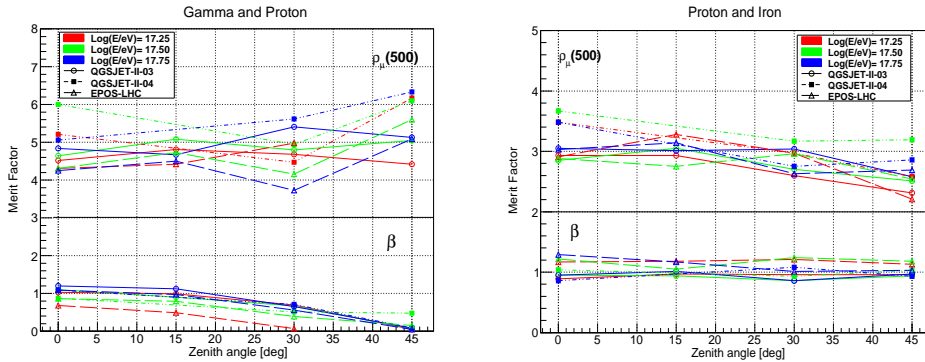 Gamma and Proton
Merit Factor
8
7
6
5
4
3
2
1
0
Log(E/eV)= 17.25
Log(E/eV)= 17.50
Log(E/eV)= 17.75
QGSJET-II-03
QGSJET-II-04
EPOS-LHC
ρμ(500)
β
0 5 10 15 20 25 30 35 40 45
Zenith angle [deg]
Proton and Iron
Merit Factor
5
4
3
2
1
0
ρμ(500)
Log(E/eV)= 17.25
Log(E/eV)= 17.50
Log(E/eV)= 17.75
QGSJET-II-03
QGSJET-II-04
EPOS-LHC
β
0 5 10 15 20 25 30 35 40 45
Zenith angle [deg]